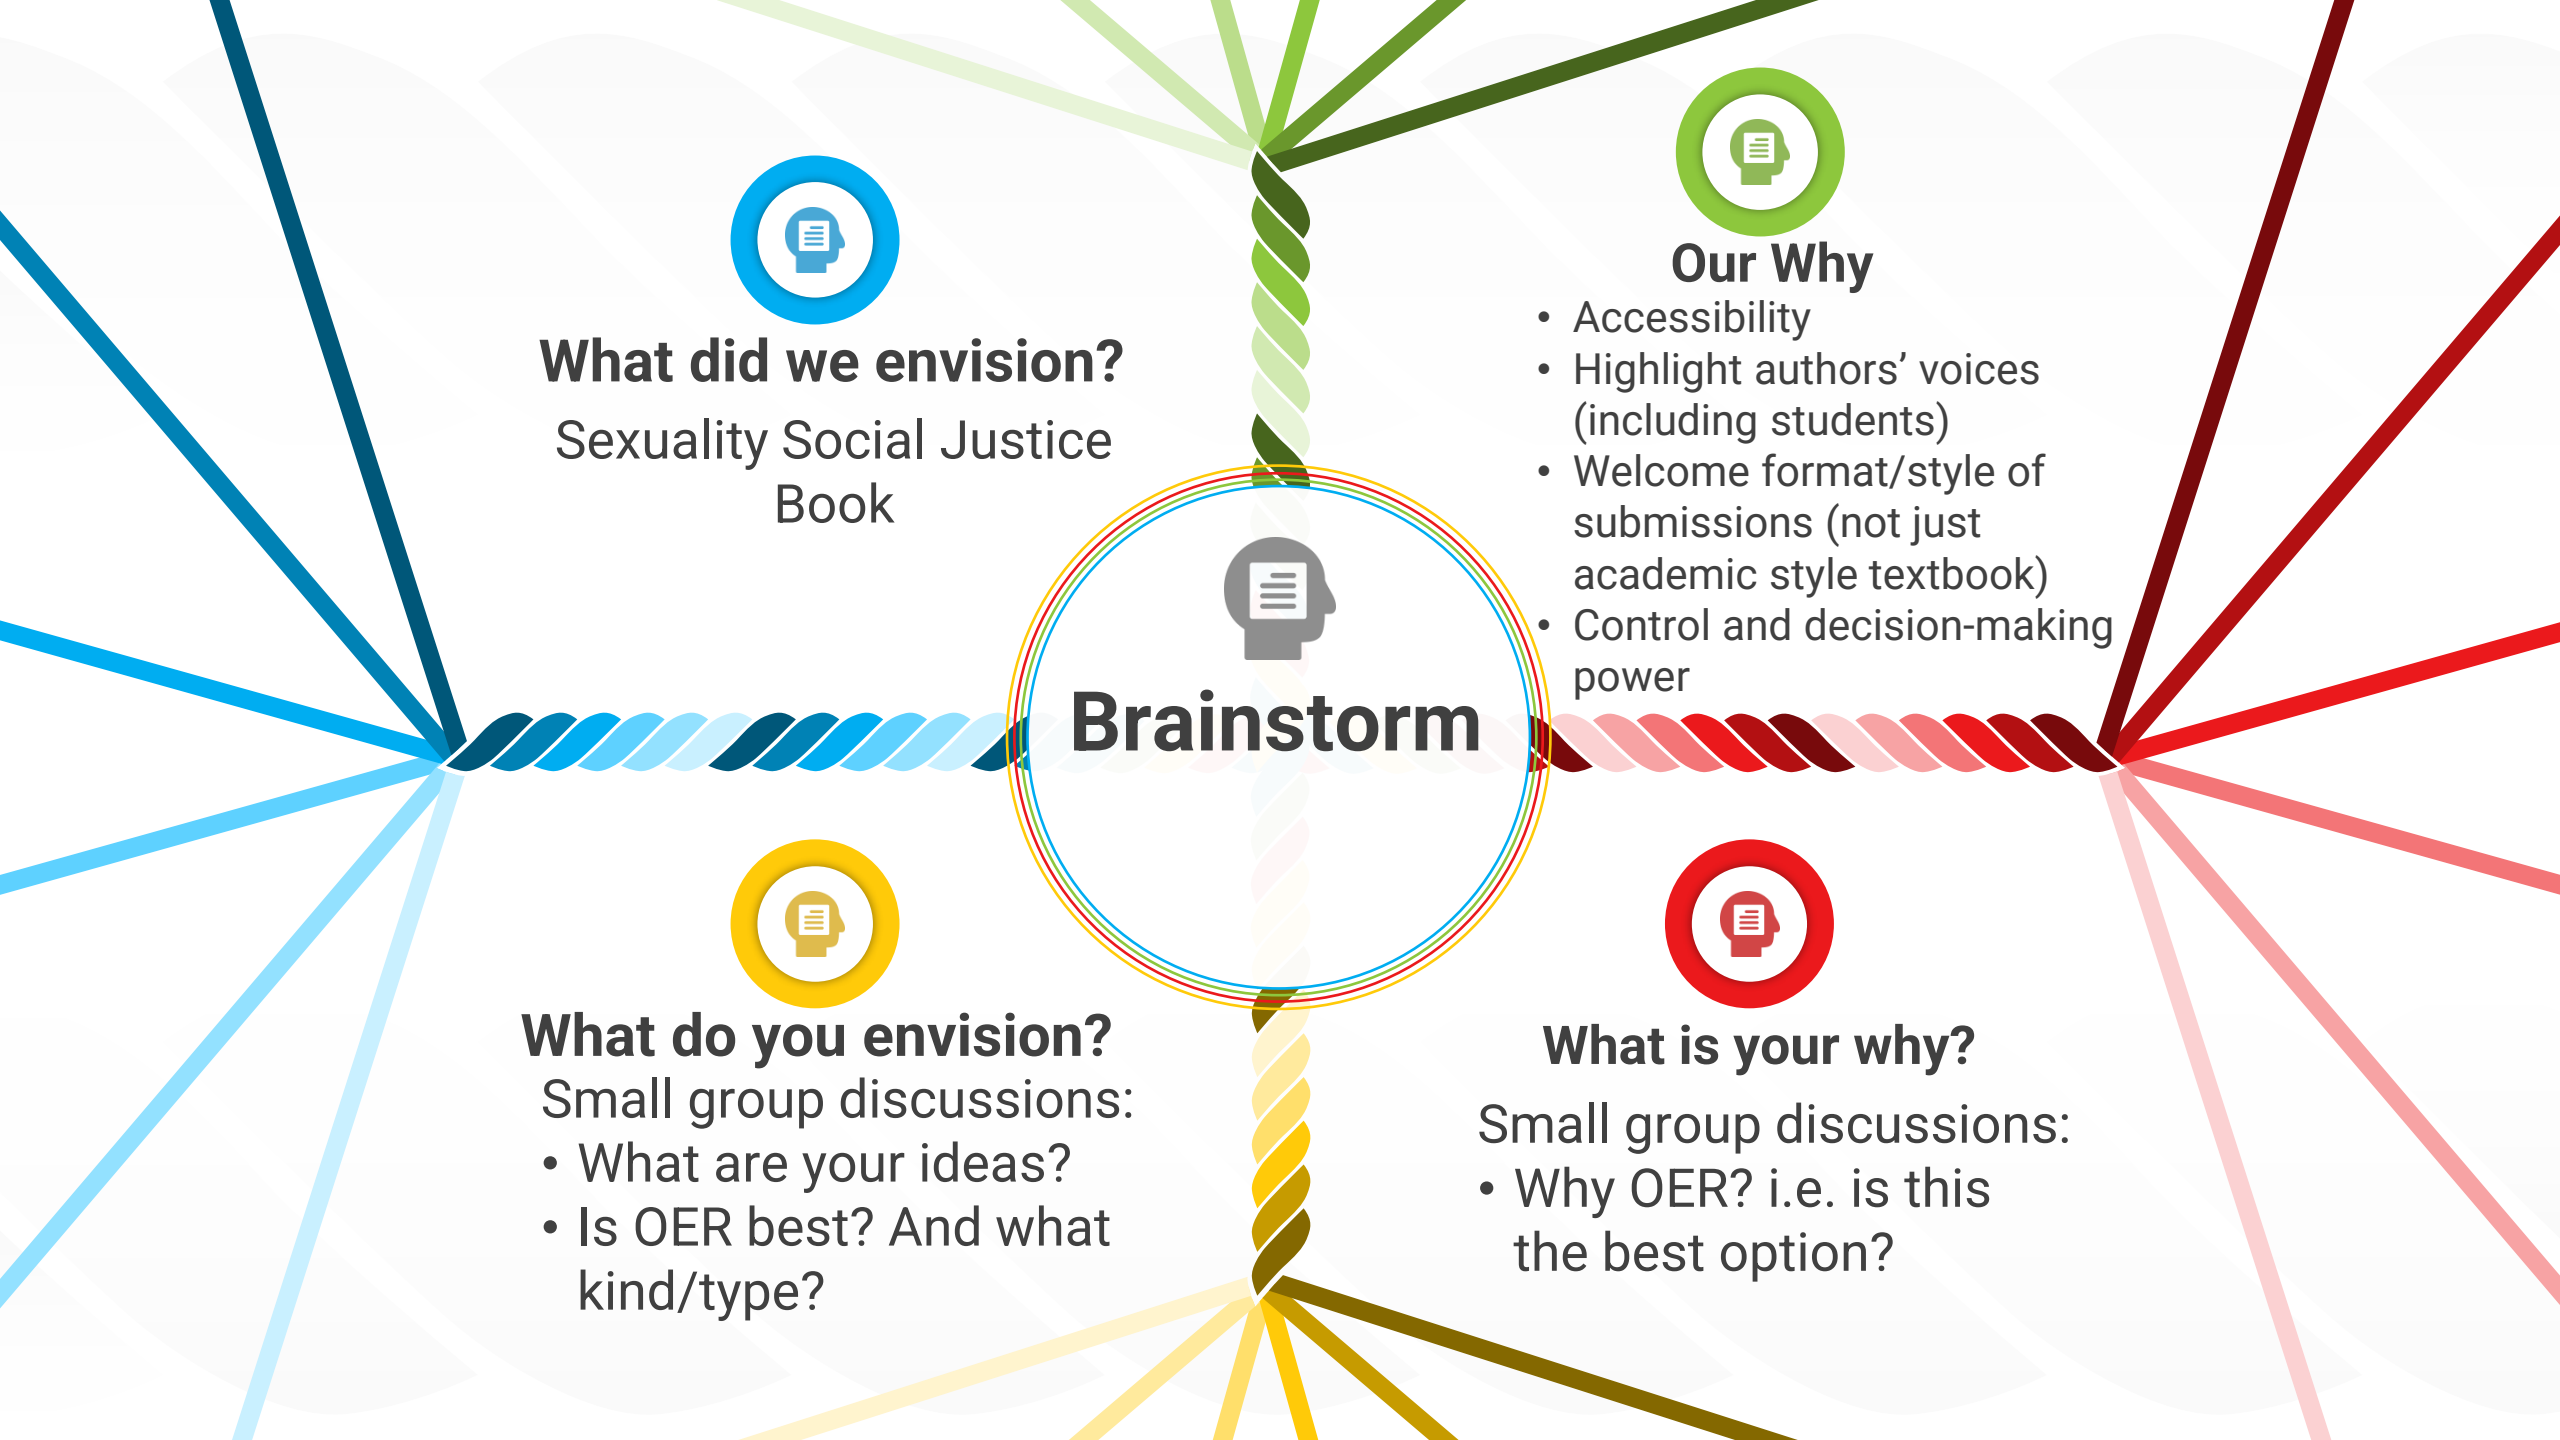 What did we envision?
Sexuality Social Justice
Book
Our Why
• Accessibility
• Highlight authors’ voices
(including students)
• Welcome format/style of
submissions (not just
academic style textbook)
• Control and decision-making
power
Brainstorm
What do you envision?
Small group discussions:
• What are your ideas?
• Is OER best? And what
kind/type?
What is your why?
Small group discussions:
• Why OER? i.e. is this
the best option?